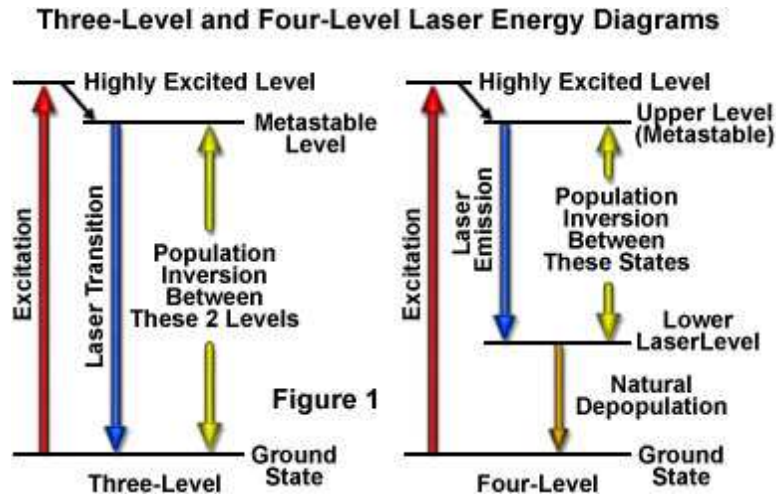 Three-Level and Four-Level Laser Energy Diagrams
Highly Excited Level
Metastable
Level
Excitation
Laser Transition
Population
Inversion
Between
These 2 Levels
Figure 1
Ground
State
Three-Level
Highly Excited Level
Upper Level
(Metastable)
Excitation
Laser
Emission
Population
Inversion
Between
These States
Lower
LaserLevel
Natural
Depopulation
Ground
State
Four-Level